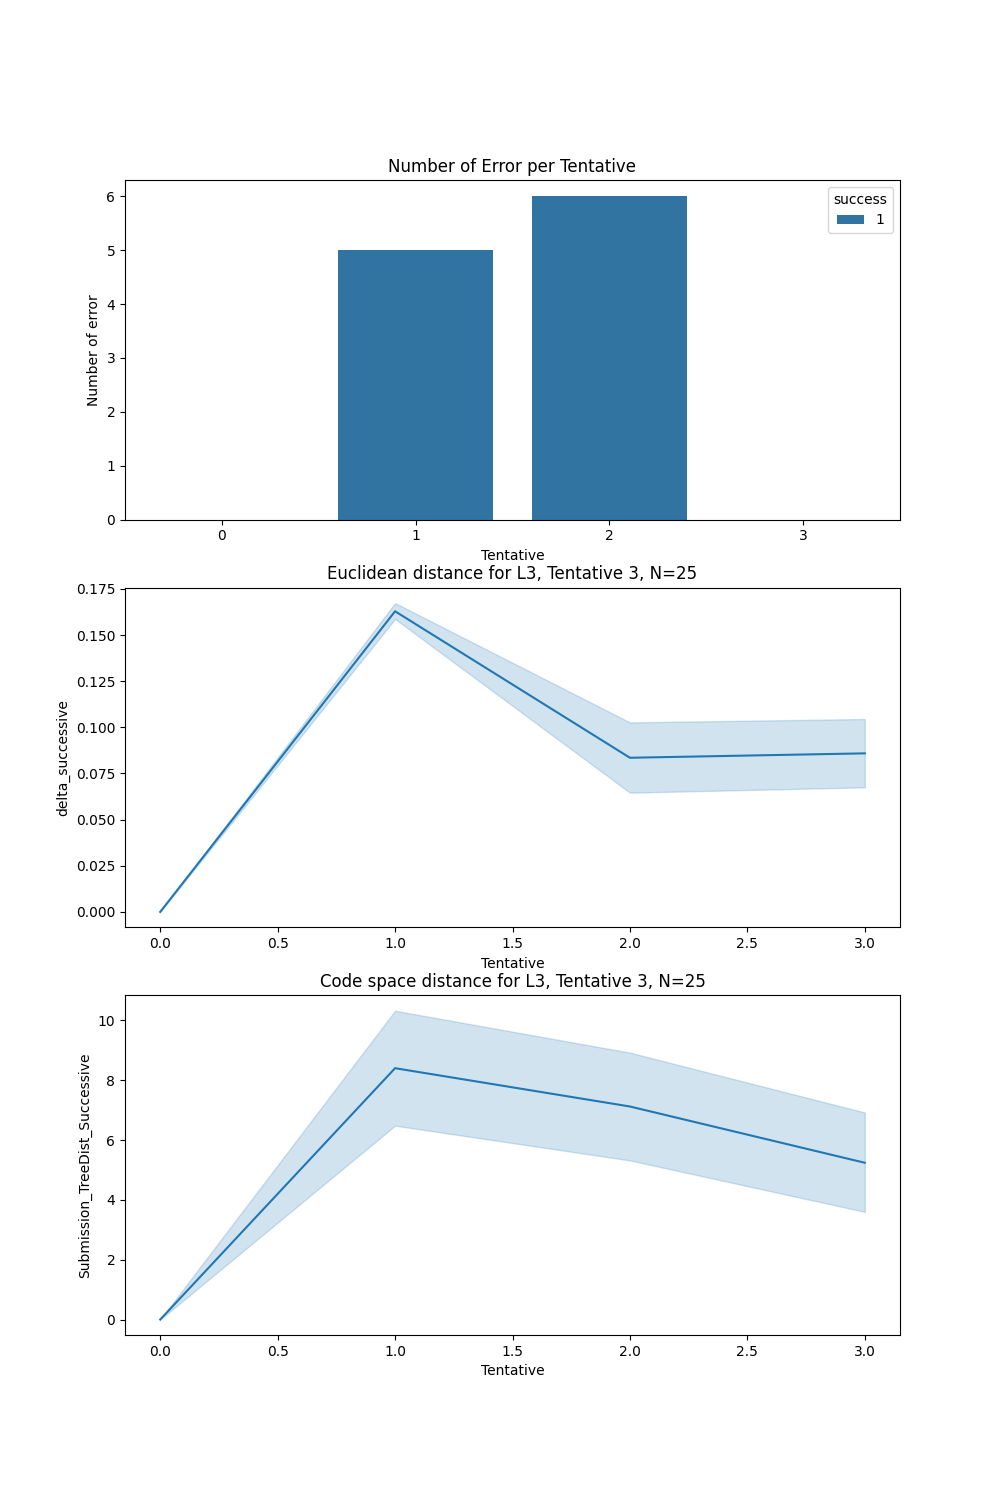 Number of Error per Tentative
success
1
6
5
4
3
2
1
0
Number of error
0 1 2 3
Tentative
Euclidean distance for L3, Tentative 3, N=25
0.175
0.150
0.125
0.100
0.075
0.050
0.025
0.000
delta_successive
0.0 0.5 1.0 1.5 2.0 2.5 3.0
Tentative
Code space distance for L3, Tentative 3, N=25
10
8
6
4
2
0
Submission_TreeDist_Successive
0.0 0.5 1.0 1.5 2.0 2.5 3.0
Tentative